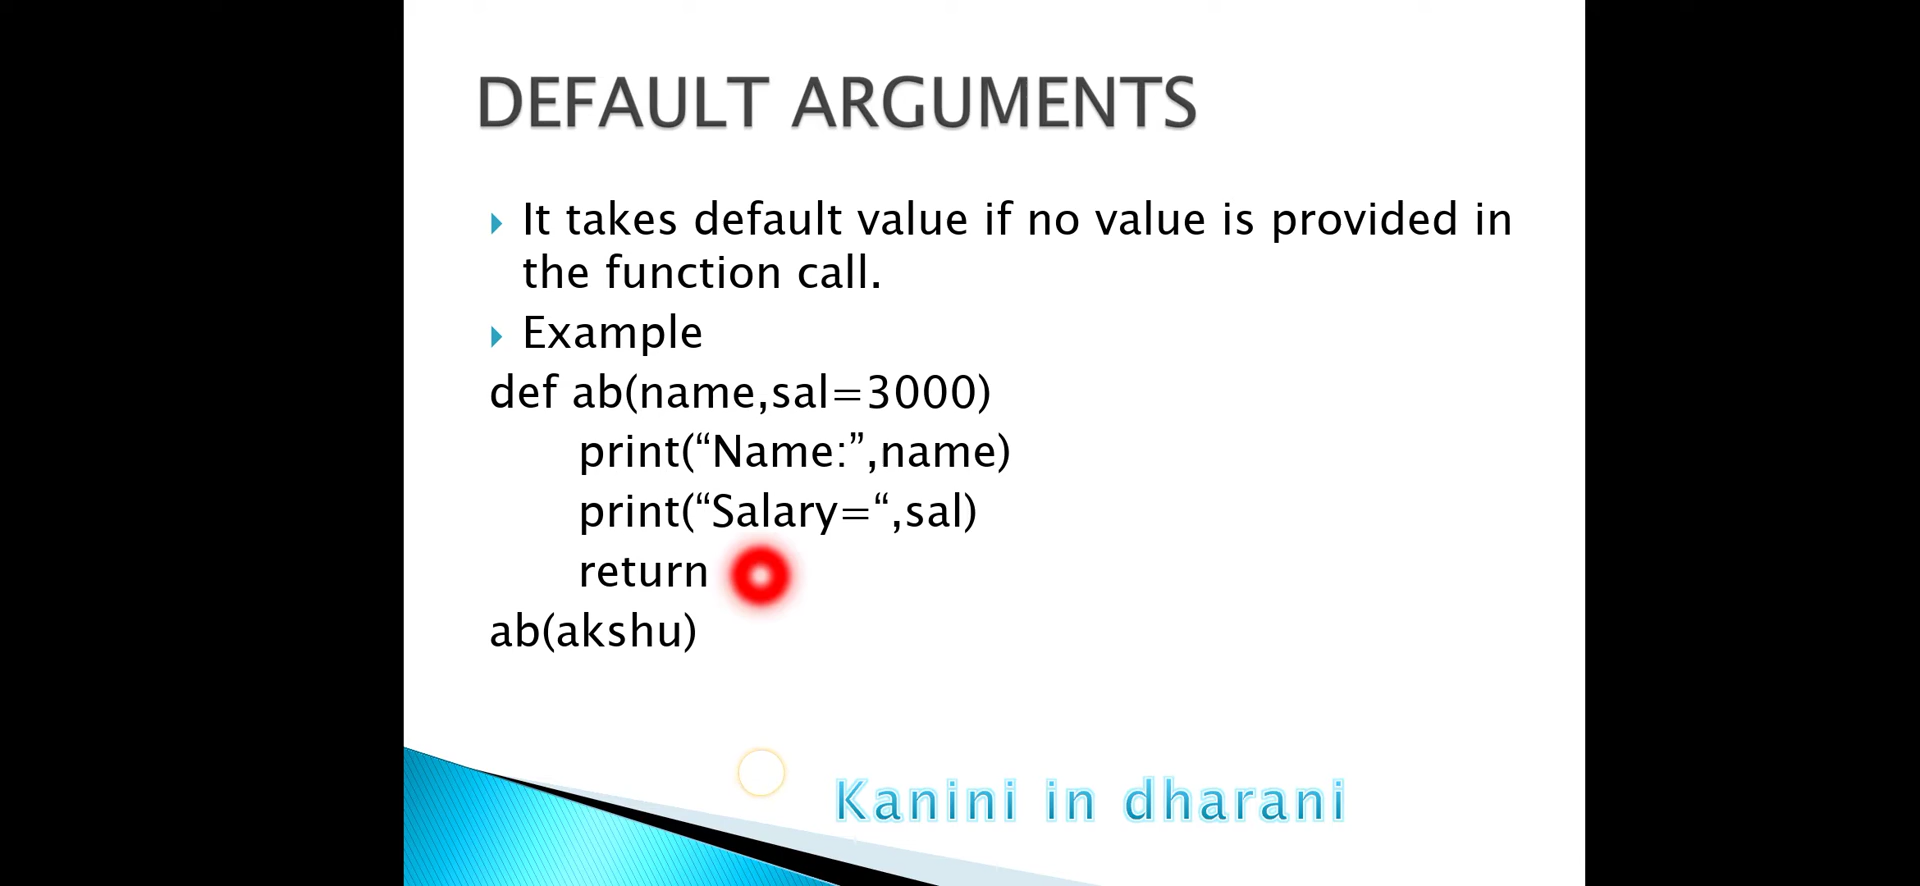 DEFAULT ARGUMENTS
It takes default value if no value is provided in
the function call.
Example
def ab(name,sal=3000)
print(“Name:”,name)
print(“Salary=“,sal)
return
ab(akshu)
Kanini in dharani